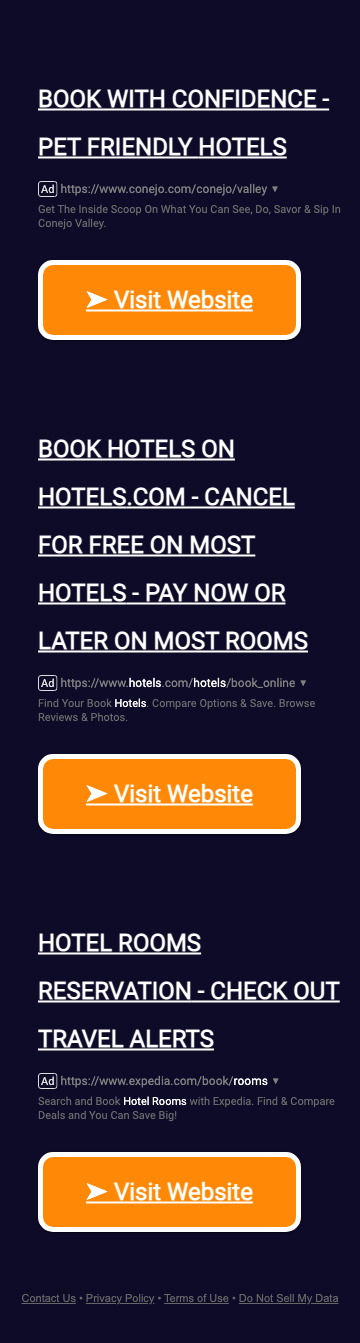 BOOK WITH CONFIDENCE -
PET FRIENDLY HOTELS
Ad https://www.conejo.com/conejo/valley ▼
Get The Inside Scoop On What You Can See, Do, Savor & Sip In
Conejo Valley.
➤ Visit Website
BOOK HOTELS ON
HOTELS.COM - CANCEL
FOR FREE ON MOST
HOTELS - PAY NOW OR
LATER ON MOST ROOMS
Ad https://www.hotels.com/hotels/book_online ▼
Find Your Book Hotels. Compare Options & Save. Browse
Reviews & Photos.
➤ Visit Website
HOTEL ROOMS
RESERVATION - CHECK OUT
TRAVEL ALERTS
Ad https://www.expedia.com/book/rooms ▼
Search and Book Hotel Rooms with Expedia. Find & Compare
Deals and You Can Save Big!
➤ Visit Website
Contact Us • Privacy Policy • Terms of Use • Do Not Sell My Data